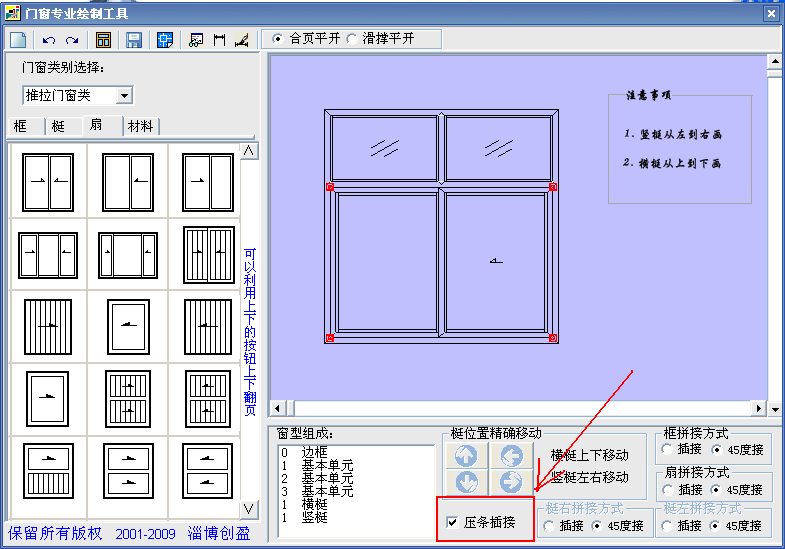 门窗专业绘制工具
合页平开 滑撑平开
门窗类别选择：
推拉门窗类
框 梃 扇 材料
可以利用上下的按钮上下翻页
注意事项
1. 竖梃从左到右画
2. 横梃从上到下画
窗型组成：
0 边框
1 基本单元
2 基本单元
3 基本单元
1 横梃
1 竖梃
梃位置精确移动
横梃上下移动
竖梃左右移动
压条插接
框拼接方式
插接 45度接
扇拼接方式
插接 45度接
梃右拼接方式
插接 45度接
梃左拼接方式
插接 45度接
保留所有版权 2001-2009 淄博创盈